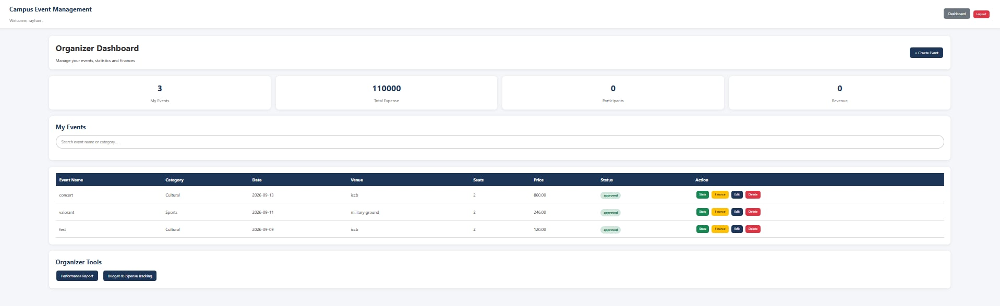 Campus Event Management
Welcome, rayhan .
Dashboard
Logout
Organizer Dashboard
Manage your events, statistics and finances
+ Create Event
3
My Events
110000
Total Expense
0
Participants
0
Revenue
My Events
Search event name or category...
Event Name Category Date Venue Seats Price Status Action
concert Cultural 2026-09-13 iccb 2 860.00 approved Stats Finance Edit Delete
valorant Sports 2026-09-11 military ground 2 246.00 approved Stats Finance Edit Delete
fest Cultural 2026-09-09 iccb 2 120.00 approved Stats Finance Edit Delete
Organizer Tools
Performance Report
Budget & Expense Tracking